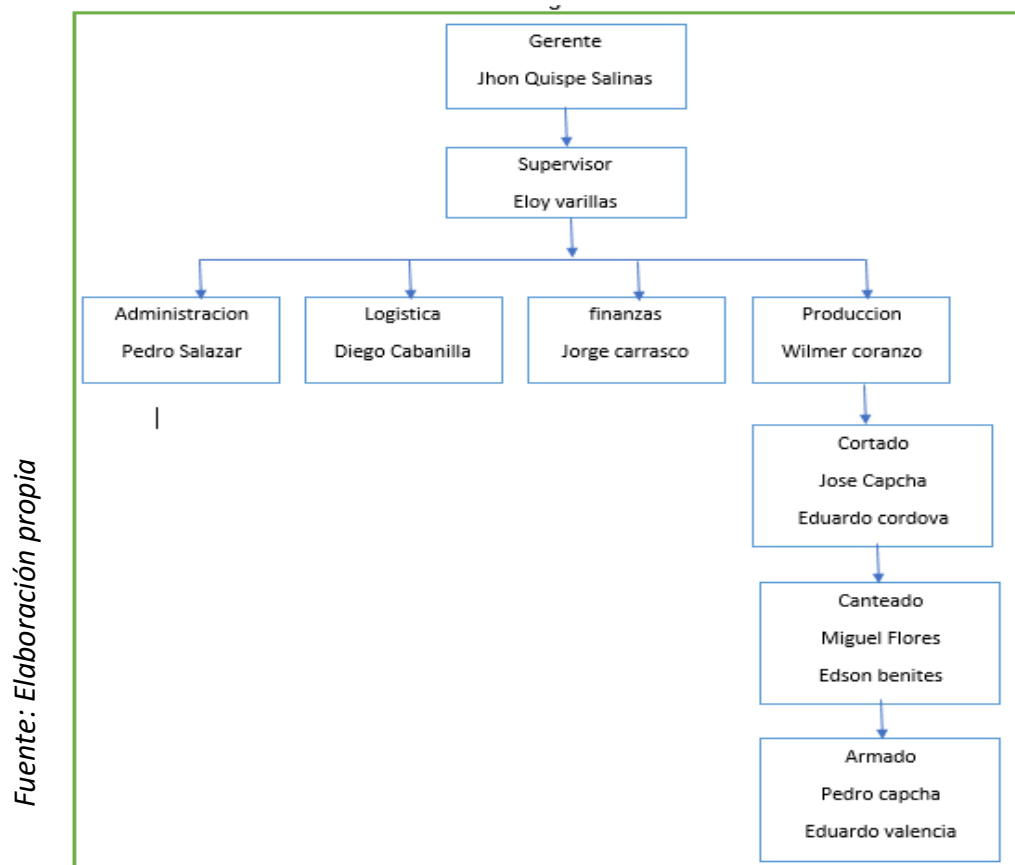 Gerente
Jhon Quispe Salinas
Supervisor
Eloy varillas
Administracion
Pedro Salazar
Logistica
Diego Cabanilla
finanzas
Jorge carrasco
Produccion
Wilmer coranzo
Cortado
Jose Capcha
Eduardo cordova
Canteado
Miguel Flores
Edson benites
Armado
Pedro capcha
Eduardo valencia
Fuente: Elaboración propia